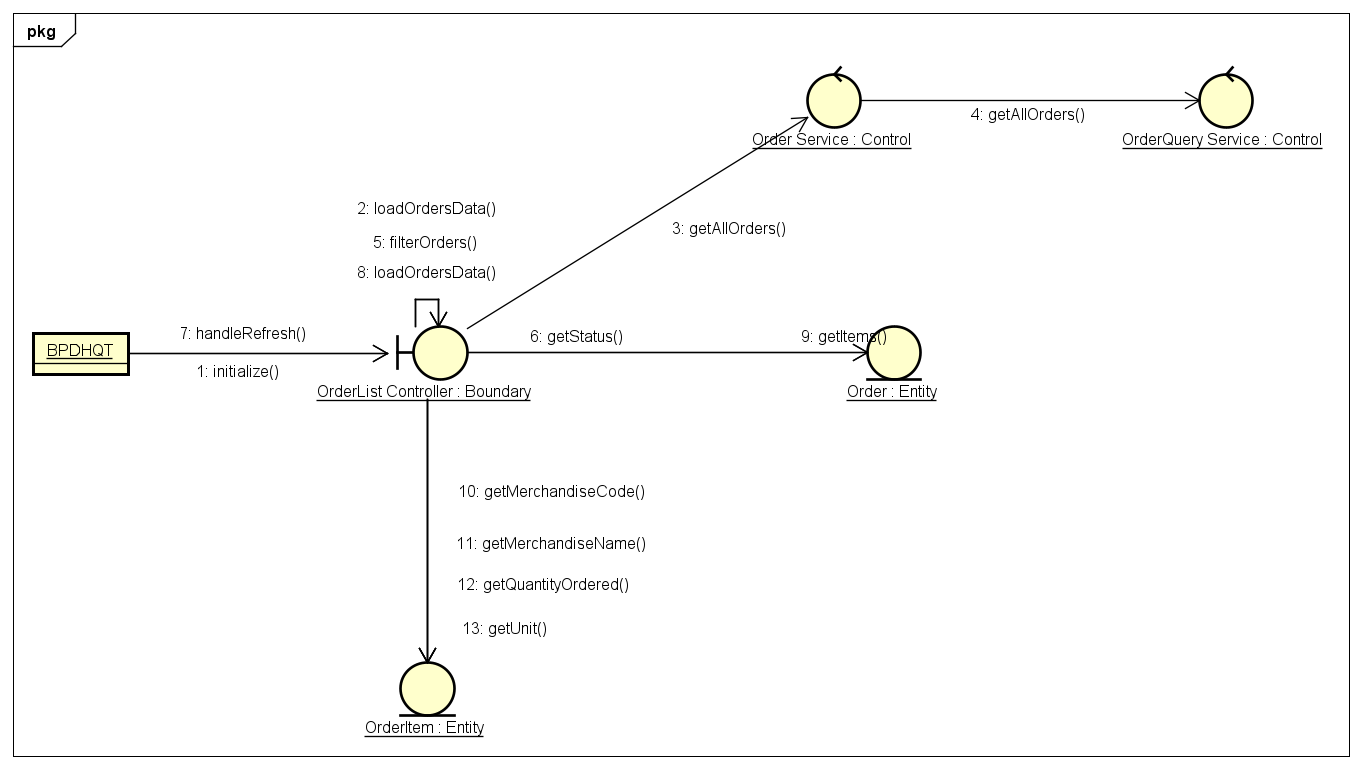 pkg
Order Service : Control
4: getAllOrders()
OrderQuery Service : Control
2: loadOrdersData()
3: getAllOrders()
5: filterOrders()
8: loadOrdersData()
7: handleRefresh()
6: getStatus()
9: getItems()
BPDHQT
1: initialize()
OrderList Controller : Boundary
Order : Entity
10: getMerchandiseCode()
11: getMerchandiseName()
12: getQuantityOrdered()
13: getUnit()
OrderItem : Entity